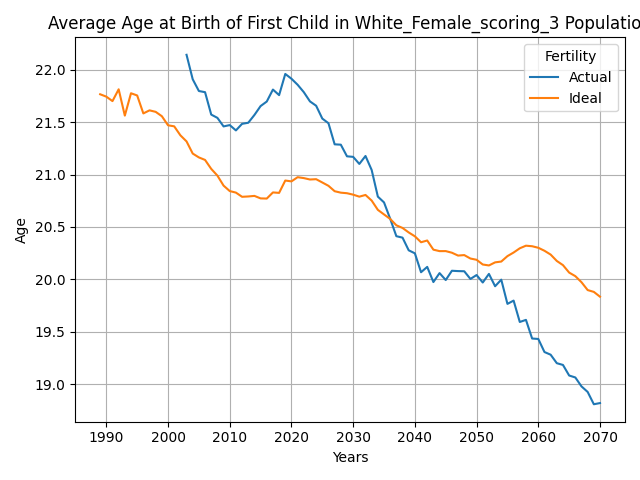 Average Age at Birth of First Child in White_Female_scoring_3 Populatio
Fertility
Actual
Ideal
22.0
21.5
21.0
20.5
20.0
19.5
19.0
Age
1990 2000 2010 2020 2030 2040 2050 2060 2070
Years